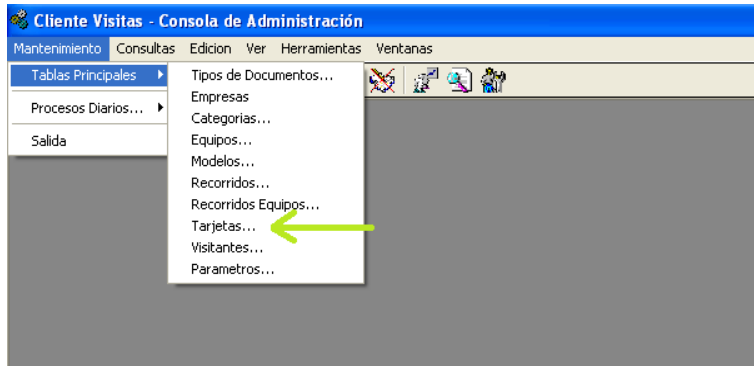 Cliente Visitas - Consola de Administración
Mantenimiento Consultas Edicion Ver Herramientas Ventanas
Tablas Principales
Procesos Diarios...
Salida
Tipos de Documentos...
Empresas
Categorias...
Equipos...
Modelos...
Recorridos...
Recorridos Equipos...
Tarjetas...
Visitantes...
Parametros...